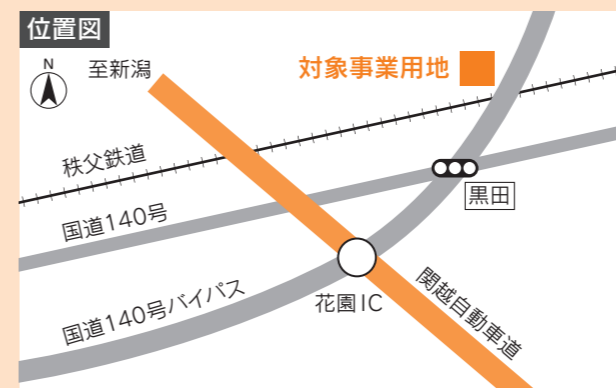 位置図
N
至新潟
対象事業用地
秩父鉄道
黒田
国道140号
国道140号バイパス
花園IC
関越自動車道